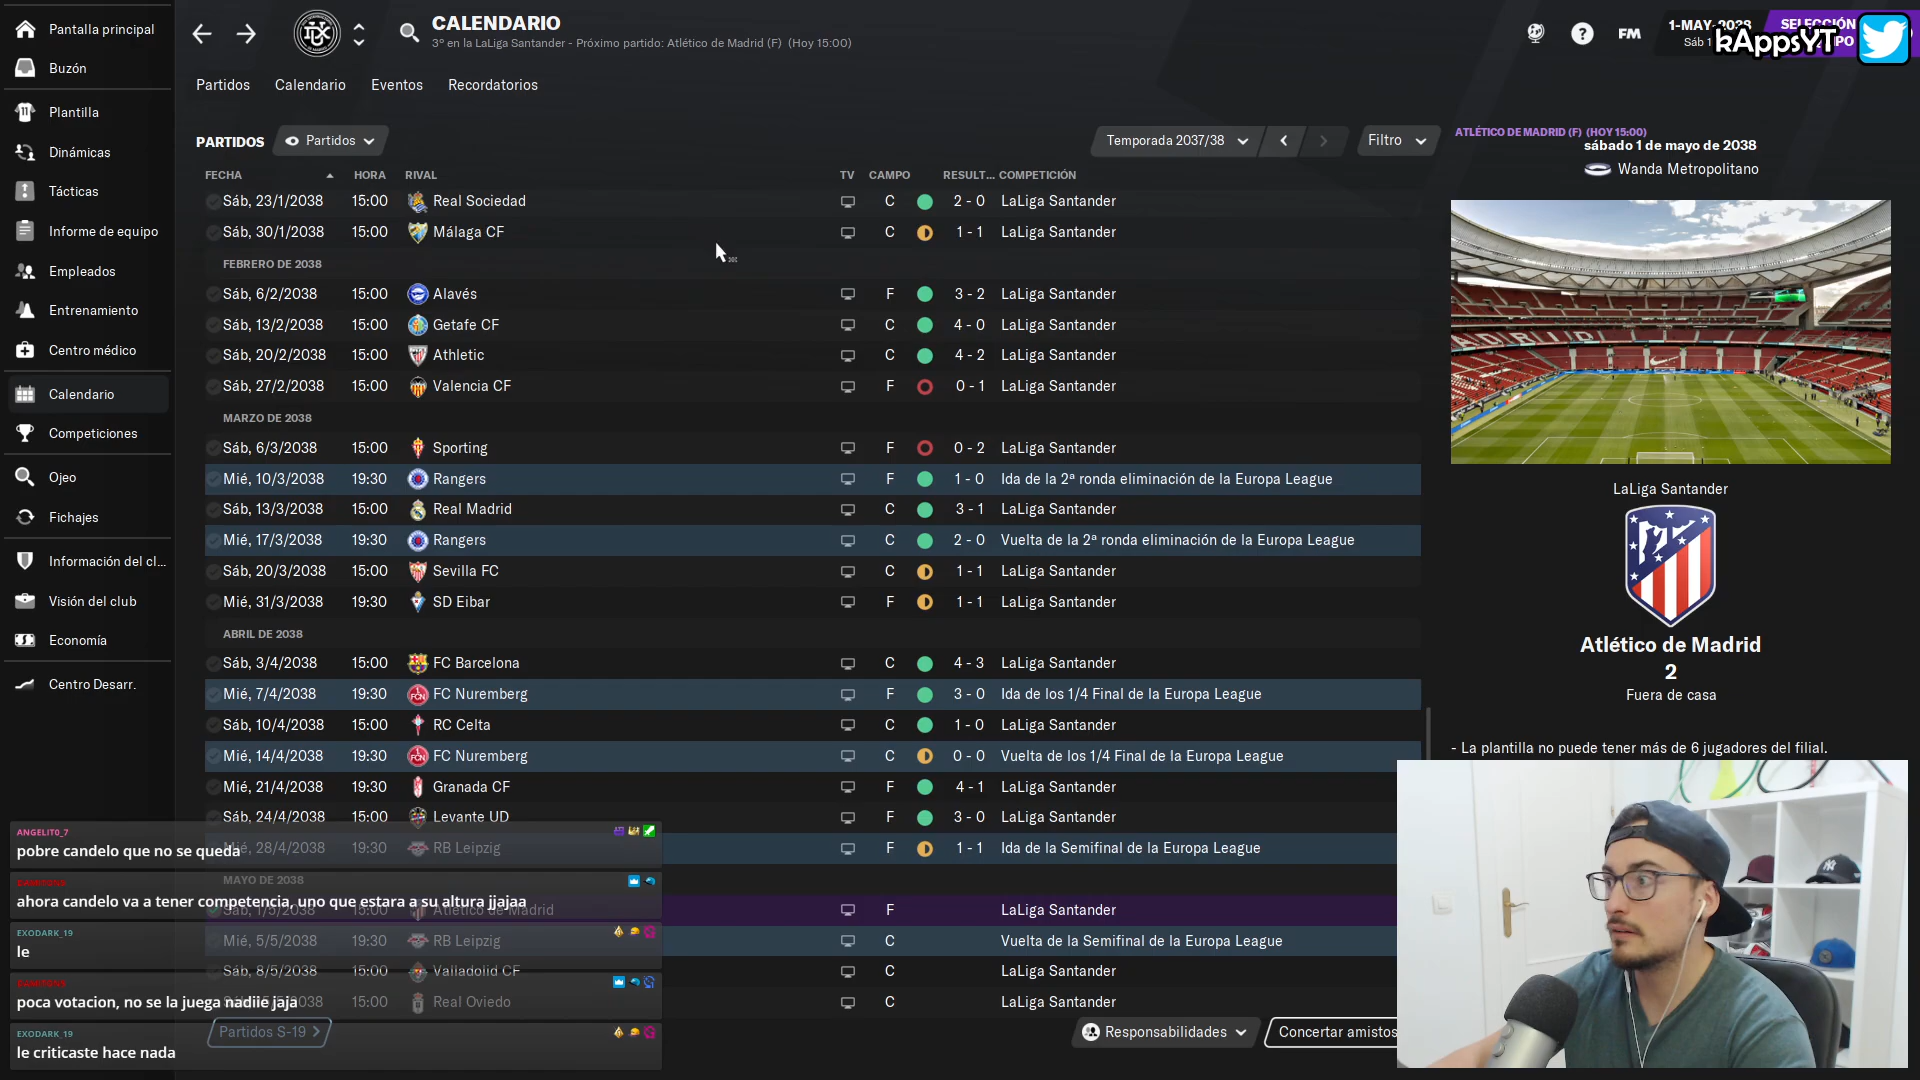 Pantalla principal
Buzón
Plantilla
Dinámicas
Tácticas
Informe de equipo
Empleados
Entrenamiento
Centro médico
Calendario
Competiciones
Ojeo
Fichajes
Información del cl...
Visión del club
Economía
Centro Desarr.
CALENDARIO
3º en la LaLiga Santander - Próximo partido: Atlético de Madrid (F) (Hoy 15:00)
FM
1-MAY-2038
Sáb
SELECCIÓN
kAppsYT
Partidos Calendario Eventos Recordatorios
PARTIDOS Partidos Temporada 2037/38 Filtro
FECHA HORA RIVAL TV CAMPO RESULT... COMPETICIÓN
Sáb, 23/1/2038 15:00 Real Sociedad C 2 - 0 LaLiga Santander
Sáb, 30/1/2038 15:00 Málaga CF C 1 - 1 LaLiga Santander
FEBRERO DE 2038
Sáb, 6/2/2038 15:00 Alavés F 3 - 2 LaLiga Santander
Sáb, 13/2/2038 15:00 Getafe CF C 4 - 0 LaLiga Santander
Sáb, 20/2/2038 15:00 Athletic C 4 - 2 LaLiga Santander
Sáb, 27/2/2038 15:00 Valencia CF F 0 - 1 LaLiga Santander
MARZO DE 2038
Sáb, 6/3/2038 15:00 Sporting F 0 - 2 LaLiga Santander
Mié, 10/3/2038 19:30 Rangers F 1 - 0 Ida de la 2ª ronda eliminación de la Europa League
Sáb, 13/3/2038 15:00 Real Madrid C 3 - 1 LaLiga Santander
Mié, 17/3/2038 19:30 Rangers C 2 - 0 Vuelta de la 2ª ronda eliminación de la Europa League
Sáb, 20/3/2038 15:00 Sevilla FC C 1 - 1 LaLiga Santander
Mié, 31/3/2038 19:30 SD Eibar F 1 - 1 LaLiga Santander
ABRIL DE 2038
Sáb, 3/4/2038 15:00 FC Barcelona C 4 - 3 LaLiga Santander
Mié, 7/4/2038 19:30 FC Nuremberg F 3 - 0 Ida de los 1/4 Final de la Europa League
Sáb, 10/4/2038 15:00 RC Celta C 1 - 0 LaLiga Santander
Mié, 14/4/2038 19:30 FC Nuremberg C 0 - 0 Vuelta de los 1/4 Final de la Europa League
Mié, 21/4/2038 19:30 Granada CF F 4 - 1 LaLiga Santander
Sáb, 24/4/2038 15:00 Levante UD F 3 - 0 LaLiga Santander
28/4/2038 19:30 RB Leipzig F 1 - 1 Ida de la Semifinal de la Europa League
MAYO DE 2038
Sáb, 1/5/2038 15:00 Atlético de Madrid F LaLiga Santander
Mié, 5/5/2038 19:30 RB Leipzig C Vuelta de la Semifinal de la Europa League
Sáb, 8/5/2038 15:00 Valladolid CF C LaLiga Santander
15:00 Real Oviedo C LaLiga Santander
Partidos S-19 Responsabilidades Concertar amistos
ANGELIT0_7
pobre candelo que no se queda
ahora candelo va a tener competencia, uno que estara a su altura jjajaa
EXODARK_19
le
poca votacion, no se la juega nadiie jaja
EXODARK_19
le criticaste hace nada
ATLÉTICO DE MADRID (F) (HOY 15:00)
sábado 1 de mayo de 2038
Wanda Metropolitano
LaLiga Santander
Atlético de Madrid
2
Fuera de casa
- La plantilla no puede tener más de 6 jugadores del filial.